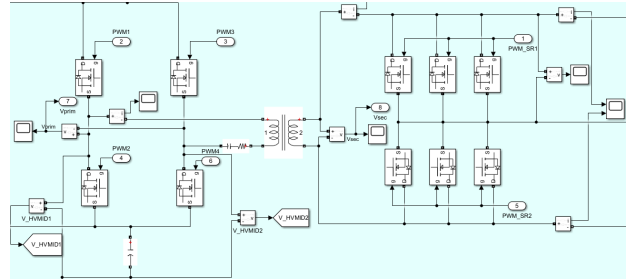 PWM1
2
PWM3
3
1
PWM_SR1
7
Vprim
Vprim
8
Vsec
Vsec
1
2
PWM2
4
PWM4
6
5
PWM_SR2
V_HVMID1
V_HVMID1
V_HVMID2
V_HVMID2